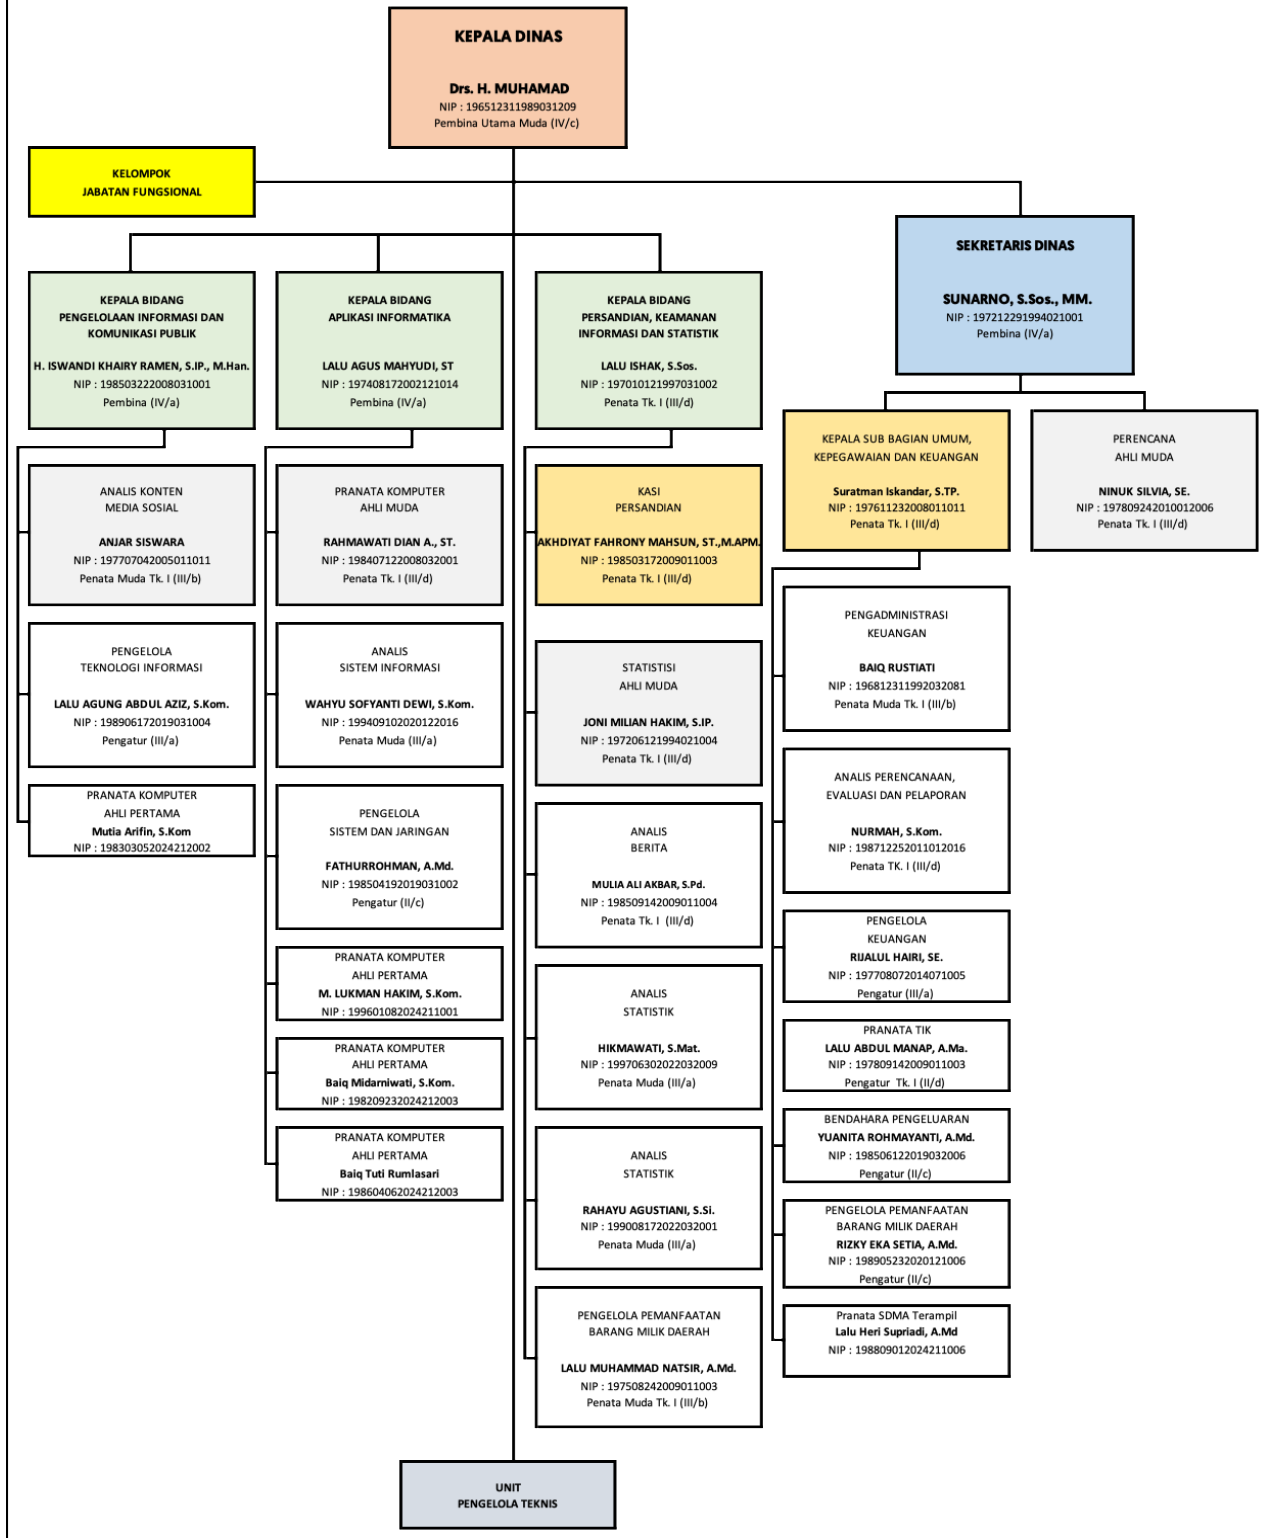 KEPALA DINAS
Drs. H. MUHAMAD
NIP : 196512311989031209
Pembina Utama Muda (IV/c)
KELOMPOK
JABATAN FUNGSIONAL
SEKRETARIS DINAS
SUNARNO, S.Sos., MM.
NIP : 197212291994021001
Pembina (IV/a)
KEPALA BIDANG
PENGELOLAAN INFORMASI DAN
KOMUNIKASI PUBLIK
H. ISWANDI KHAIRY RAMEN, S.IP., M.Han.
NIP : 198503222008031001
Pembina (IV/a)
KEPALA BIDANG
APLIKASI INFORMATIKA
LALU AGUS MAHYUDI, ST
NIP : 197408172002121014
Pembina (IV/a)
KEPALA BIDANG
PERSANDIAN, KEAMANAN
INFORMASI DAN STATISTIK
LALU ISHAK, S.Sos.
NIP : 197010121997031002
Penata Tk. I (III/d)
KEPALA SUB BAGIAN UMUM,
KEPEGAWAIAN DAN KEUANGAN
Suratman Iskandar, S.TP.
NIP : 197611232008011011
Penata Tk. I (III/d)
PERENCANA
AHLI MUDA
NINUK SILVIA, SE.
NIP : 197809242010012006
Penata Tk. I (III/d)
ANALIS KONTEN
MEDIA SOSIAL
ANJAR SISWARA
NIP : 197707042005011011
Penata Muda Tk. I (III/b)
PENGELOLA
TEKNOLOGI INFORMASI
LALU AGUNG ABDUL AZIZ, S.Kom.
NIP : 198906172019031004
Pengatur (III/a)
PRANATA KOMPUTER
AHLI PERTAMA
Mutia Arifin, S.Kom
NIP : 198303052024212002
PRANATA KOMPUTER
AHLI MUDA
RAHMAWATI DIAN A., ST.
NIP : 198407122008032001
Penata Tk. I (III/d)
ANALIS
SISTEM INFORMASI
WAHYU SOFYANTI DEWI, S.Kom.
NIP : 199409102020122016
Penata Muda (III/a)
PENGELOLA
SISTEM DAN JARINGAN
FATHURROHMAN, A.Md.
NIP : 198504192019031002
Pengatur (II/c)
PRANATA KOMPUTER
AHLI PERTAMA
M. LUKMAN HAKIM, S.Kom.
NIP : 199601082024211001
PRANATA KOMPUTER
AHLI PERTAMA
Baiq Midarniwati, S.Kom.
NIP : 198209232024212003
PRANATA KOMPUTER
AHLI PERTAMA
Baiq Tuti Rumlasari
NIP : 198604062024212003
KASI
PERSANDIAN
AKHDIYAT FAHRONY MAHSUN, ST.,M.APM.
NIP : 198503172009011003
Penata Tk. I (III/d)
STATISTISI
AHLI MUDA
JONI MILIAN HAKIM, S.IP.
NIP : 197206121994021004
Penata Tk. I (III/d)
ANALIS
BERITA
MULIA ALI AKBAR, S.Pd.
NIP : 198509142009011004
Penata Tk. I (III/d)
ANALIS
STATISTIK
HIKMAWATI, S.Mat.
NIP : 199706302022032009
Penata Muda (III/a)
ANALIS
STATISTIK
RAHAYU AGUSTIANI, S.Si.
NIP : 199008172022032001
Penata Muda (III/a)
PENGELOLA PEMANFAATAN
BARANG MILIK DAERAH
LALU MUHAMMAD NATSIR, A.Md.
NIP : 197508242009011003
Penata Muda Tk. I (III/b)
PENGADMINISTRASI
KEUANGAN
BAIQ RUSTIATI
NIP : 196812311992032081
Penata Muda Tk. I (III/b)
ANALIS PERENCANAAN,
EVALUASI DAN PELAPORAN
NURMAH, S.Kom.
NIP : 198712252011012016
Penata TK. I (III/d)
PENGELOLA
KEUANGAN
RIJALUL HAIRI, SE.
NIP : 197708072014071005
Pengatur (III/a)
PRANATA TIK
LALU ABDUL MANAP, A.Ma.
NIP : 197809142009011003
Pengatur Tk. I (II/d)
BENDAHARA PENGELUARAN
YUANITA ROHMAYANTI, A.Md.
NIP : 198506122019032006
Pengatur (II/c)
PENGELOLA PEMANFAATAN
BARANG MILIK DAERAH
RIZKY EKA SETIA, A.Md.
NIP : 198905232020121006
Pengatur (II/c)
Pranata SDMA Terampil
Lalu Heri Supriadi, A.Md
NIP : 198809012024211006
UNIT
PENGELOLA TEKNIS